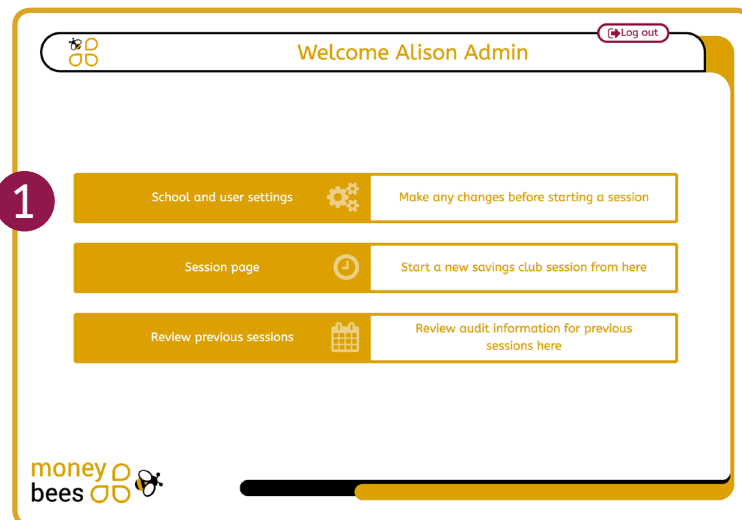 Log out
Welcome Alison Admin
1
School and user settings
Make any changes before starting a session
Session page
Start a new savings club session from here
Review previous sessions
Review audit information for previous
sessions here
money
bees